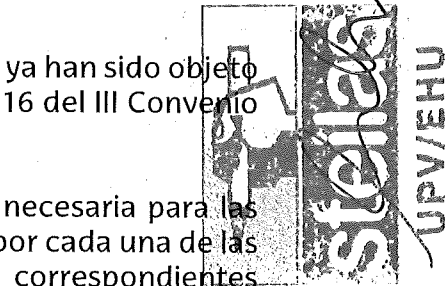 ya han sido objeto
16 del III Convenio
necesaria para las
por cada una de las
correspondientes
steilas
UPV/EHU